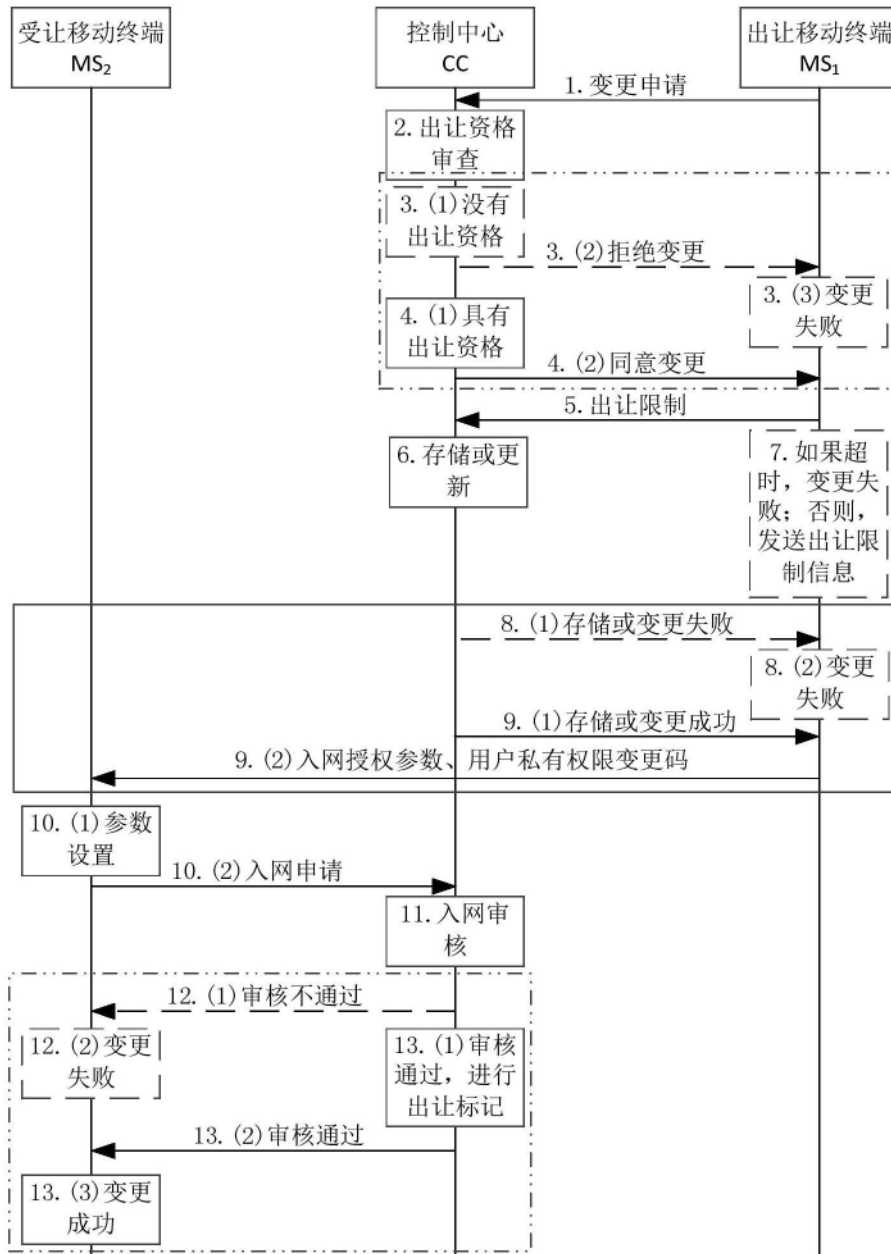 受让移动终端
MS₂
控制中心
CC
出让移动终端
MS₁
1.变更申请
2.出让资格
审查
3.(1)没有
出让资格
3.(2)拒绝变更
3.(3)变更
失败
4.(1)具有
出让资格
4.(2)同意变更
5.出让限制
6.存储或更
新
7.如果超
时，变更失
败；否则，
发送出让限
制信息
8.(1)存储或变更失败
8.(2)变更
失败
9.(1)存储或变更成功
9.(2)入网授权参数、用户私有权限变更码
10.(1)参数
设置
10.(2)入网申请
11.入网审
核
12.(1)审核不通过
12.(2)变更
失败
13.(1)审核
通过，进行
出让标记
13.(2)审核通过
13.(3)变更
成功